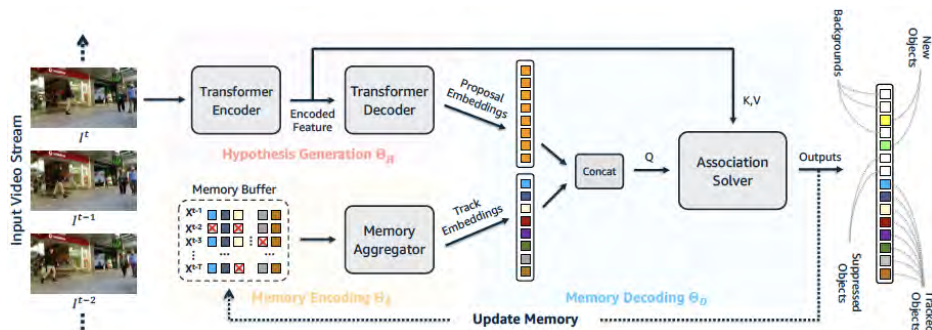 Input Video Stream
I^t
I^t-1
I^t-2
Transformer
Encoder
Encoded
Feature
Transformer
Decoder
Proposal
Embeddings
Hypothesis Generation Θ_H
Memory Buffer
X^t-1
X^t-2
X^t-3
X^t-T
Memory
Aggregator
Track
Embeddings
Memory Encoding Θ_E
Concat
Q
K,V
Association
Solver
Memory Decoding Θ_D
Outputs
Update Memory
Backgrounds
New
Objects
Suppressed
Objects
Tracked
Objects